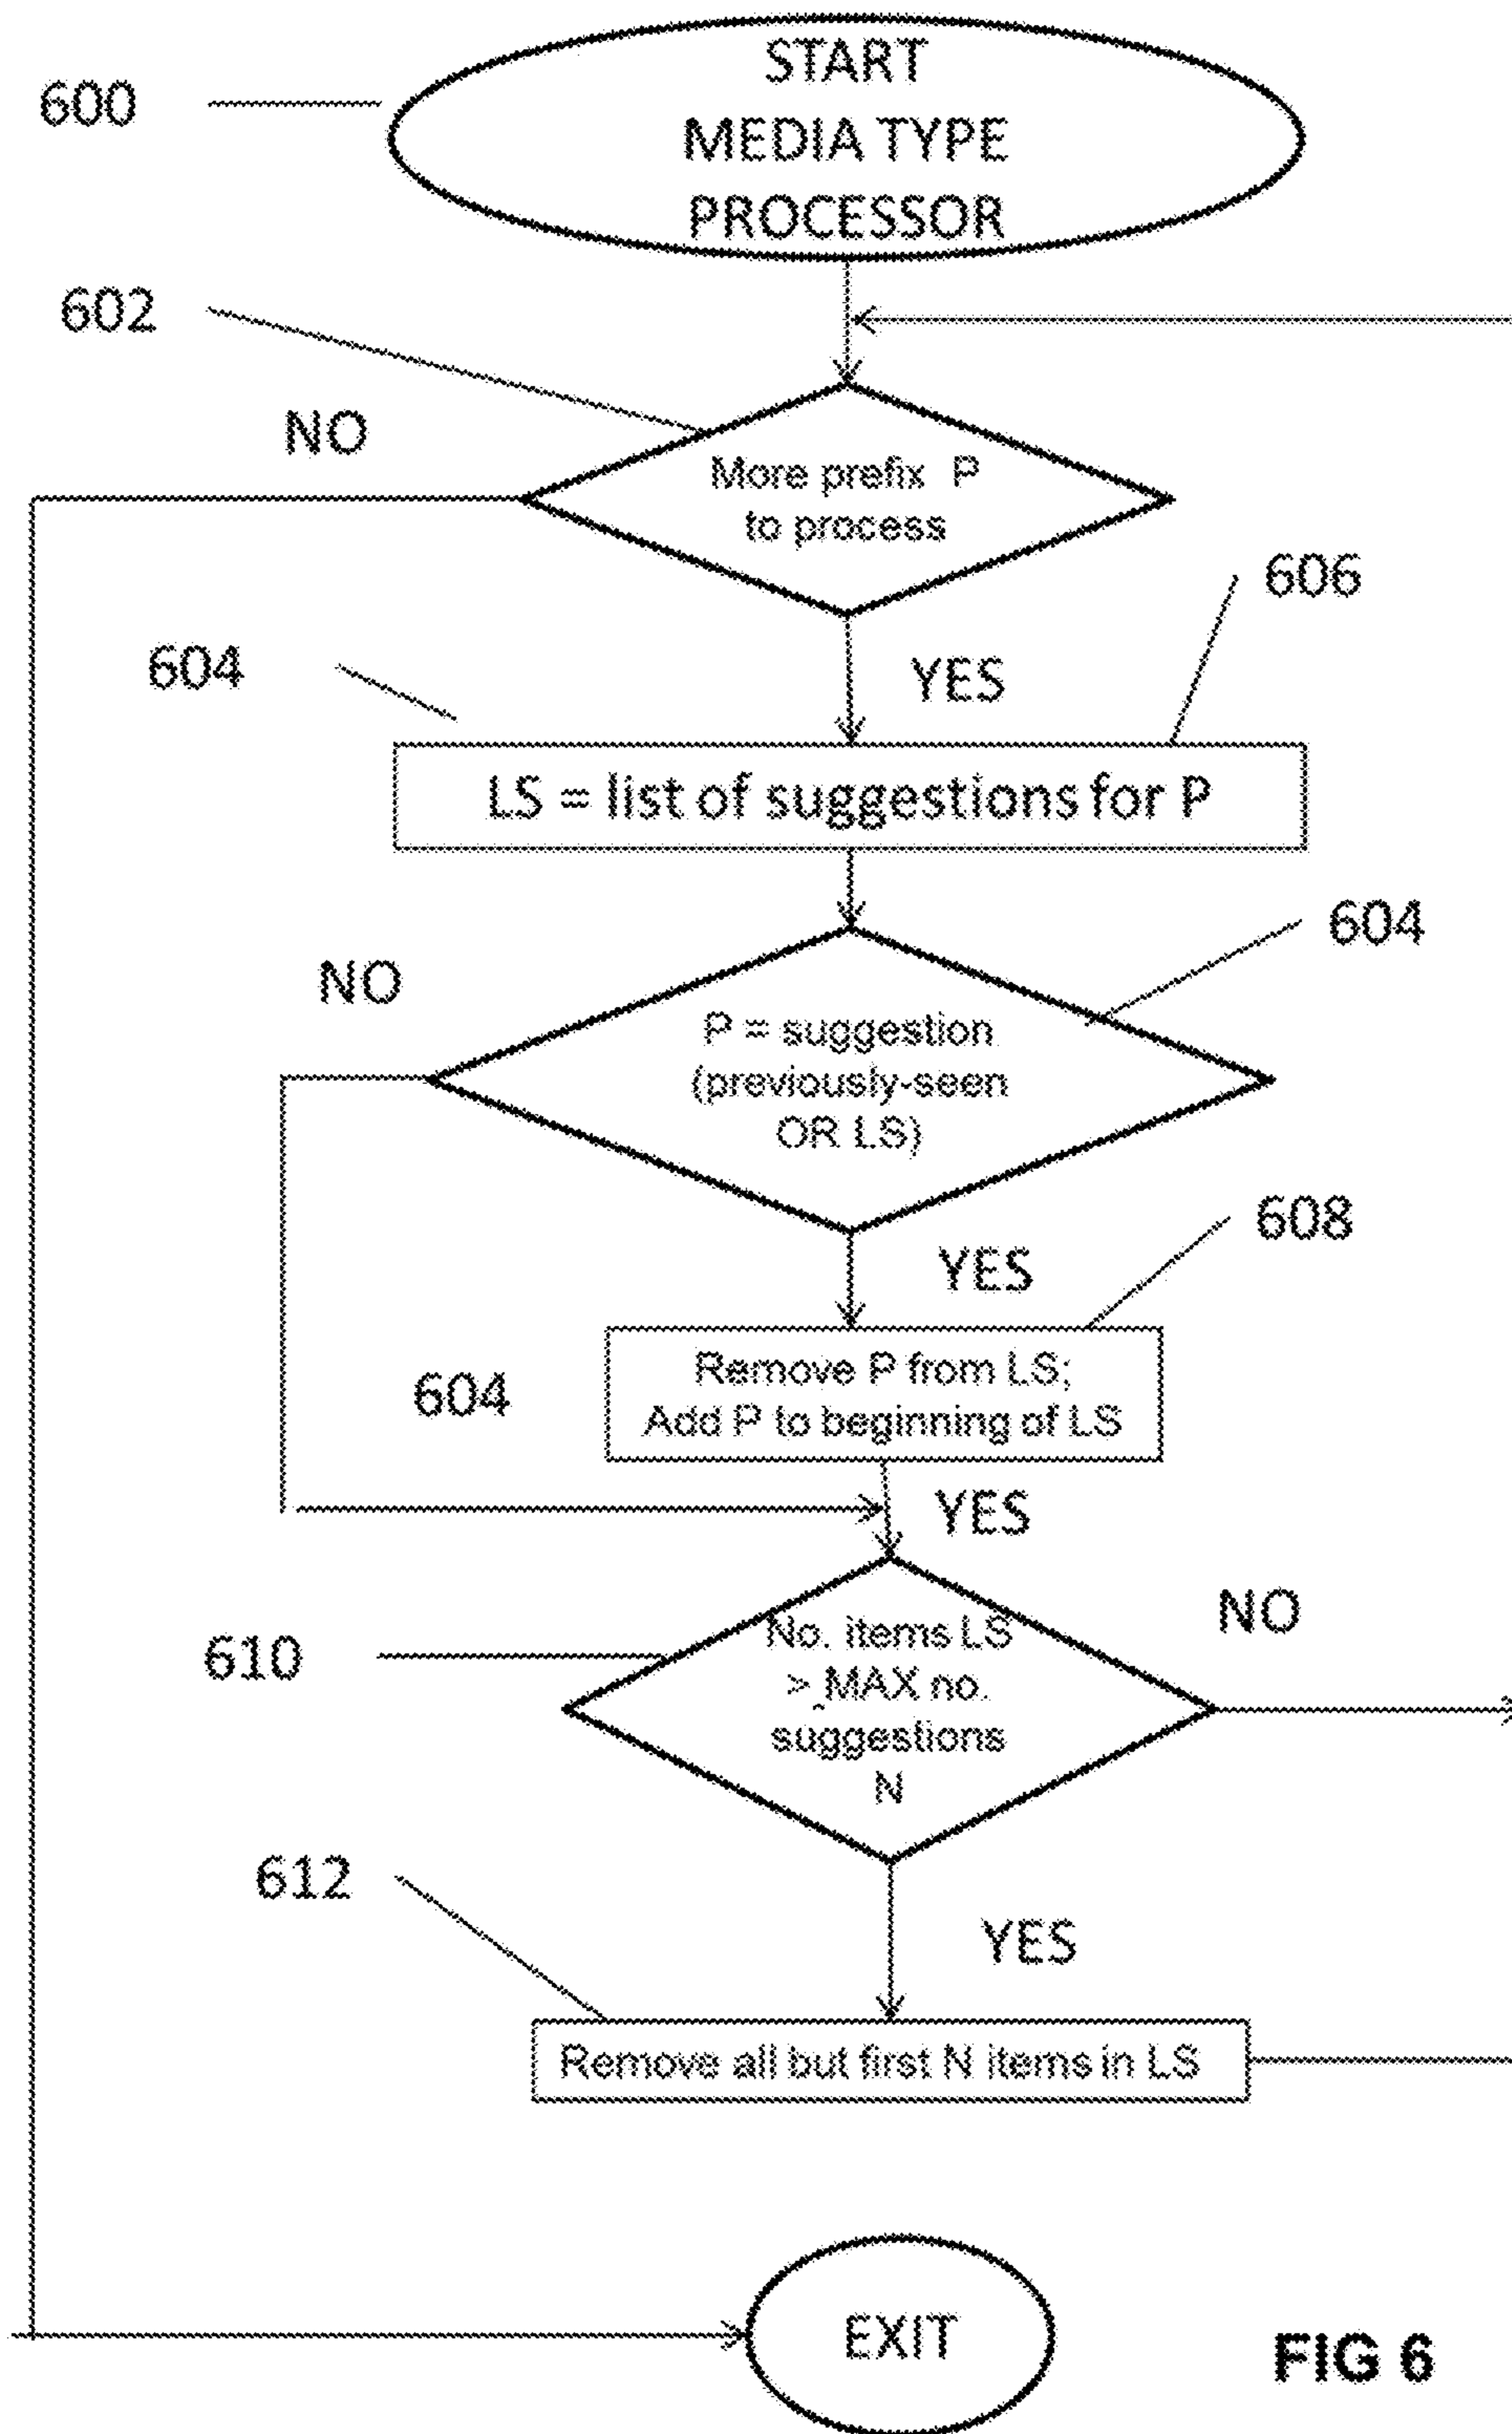 START
MEDIA TYPE
PROCESSOR
600
602
NO
More prefix P
to process
606
604
YES
LS = list of suggestions for P
604
NO
P = suggestion
(previously-seen
OR LS)
608
YES
Remove P from LS;
Add P to beginning of LS
604
YES
No. items LS
> MAX no.
suggestions
N
NO
610
612
YES
Remove all but first N items in LS
EXIT
FIG 6